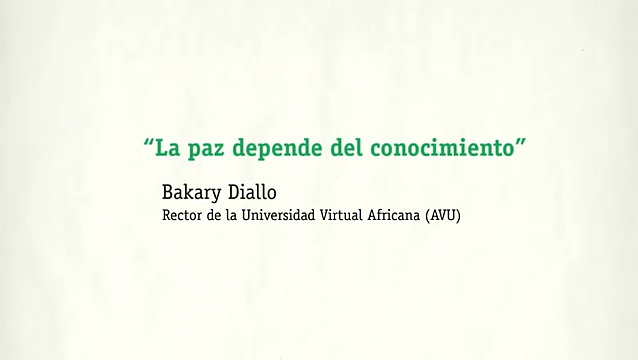 “La paz depende del conocimiento”
Bakary Diallo
Rector de la Universidad Virtual Africana (AVU)